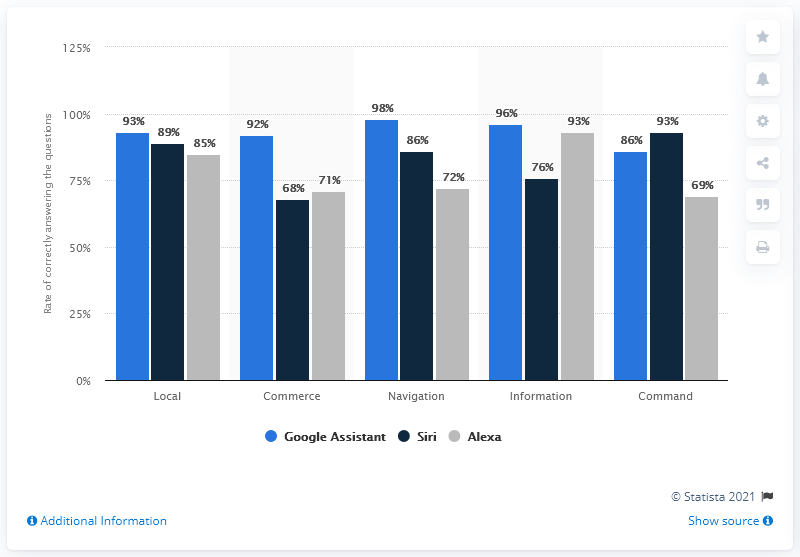 125%
100%
75%
50%
25%
0%
Rate of correctly answering the questions
93% 89% 85%
92% 68% 71%
98% 86% 72%
96% 76% 93%
86% 93% 69%
Local Commerce Navigation Information Command
Google Assistant Siri Alexa
© Statista 2021
Additional Information Show source